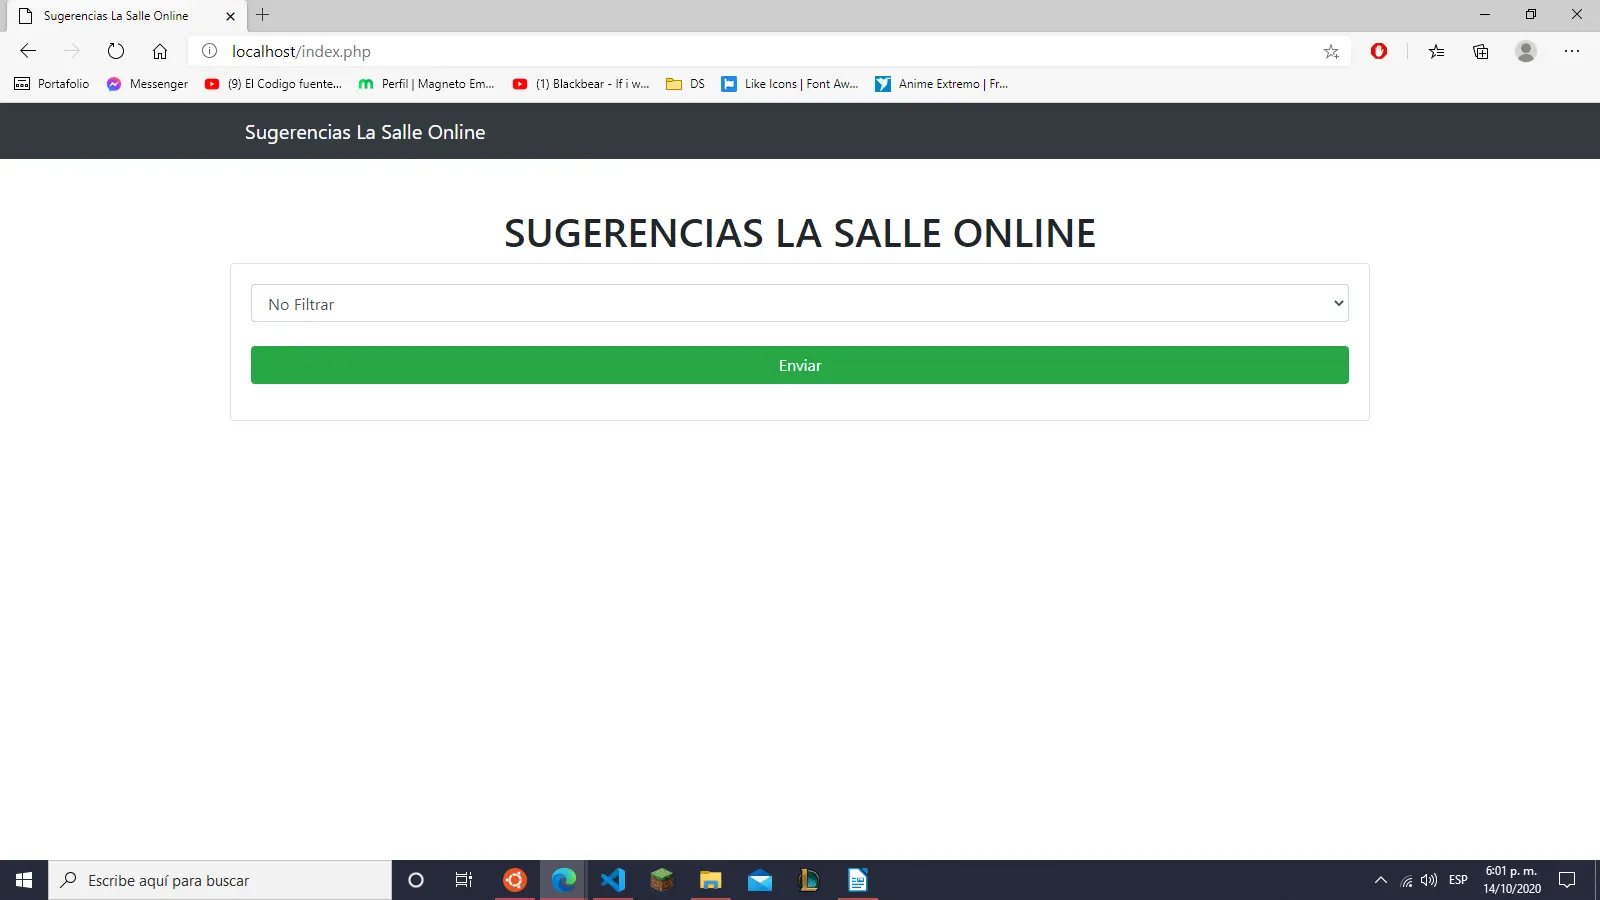 Sugerencias La Salle Online
localhost/index.php
Portafolio
Messenger
(9) El Codigo fuente...
Perfil | Magneto Em...
(1) Blackbear - If i w...
DS
Like Icons | Font Aw...
Anime Extremo | Fr...
Sugerencias La Salle Online
SUGERENCIAS LA SALLE ONLINE
No Filtrar
Enviar
Escribe aquí para buscar
ESP
6:01 p. m.
14/10/2020